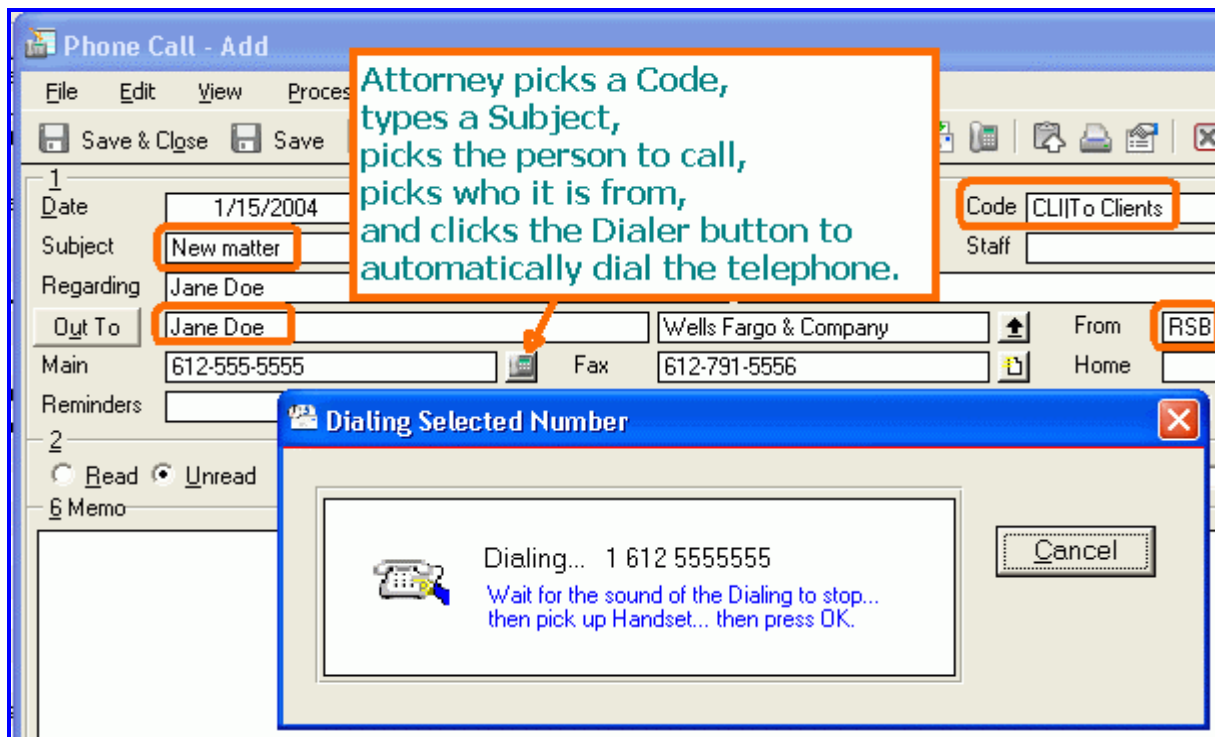 Phone Call - Add
File Edit View Proces
Attorney picks a Code,
types a Subject,
picks the person to call,
picks who it is from,
and clicks the Dialer button to
automatically dial the telephone.
Save & Close Save
1
Date 1/15/2004 Code CLI|To Clients
Subject New matter Staff
Regarding Jane Doe
Out To Jane Doe Wells Fargo & Company From RSB
Main 612-555-5555 Fax 612-791-5556 Home
Reminders
2
Read Unread
6 Memo
Dialing Selected Number
Dialing... 1 612 5555555
Wait for the sound of the Dialing to stop...
then pick up Handset... then press OK.
Cancel